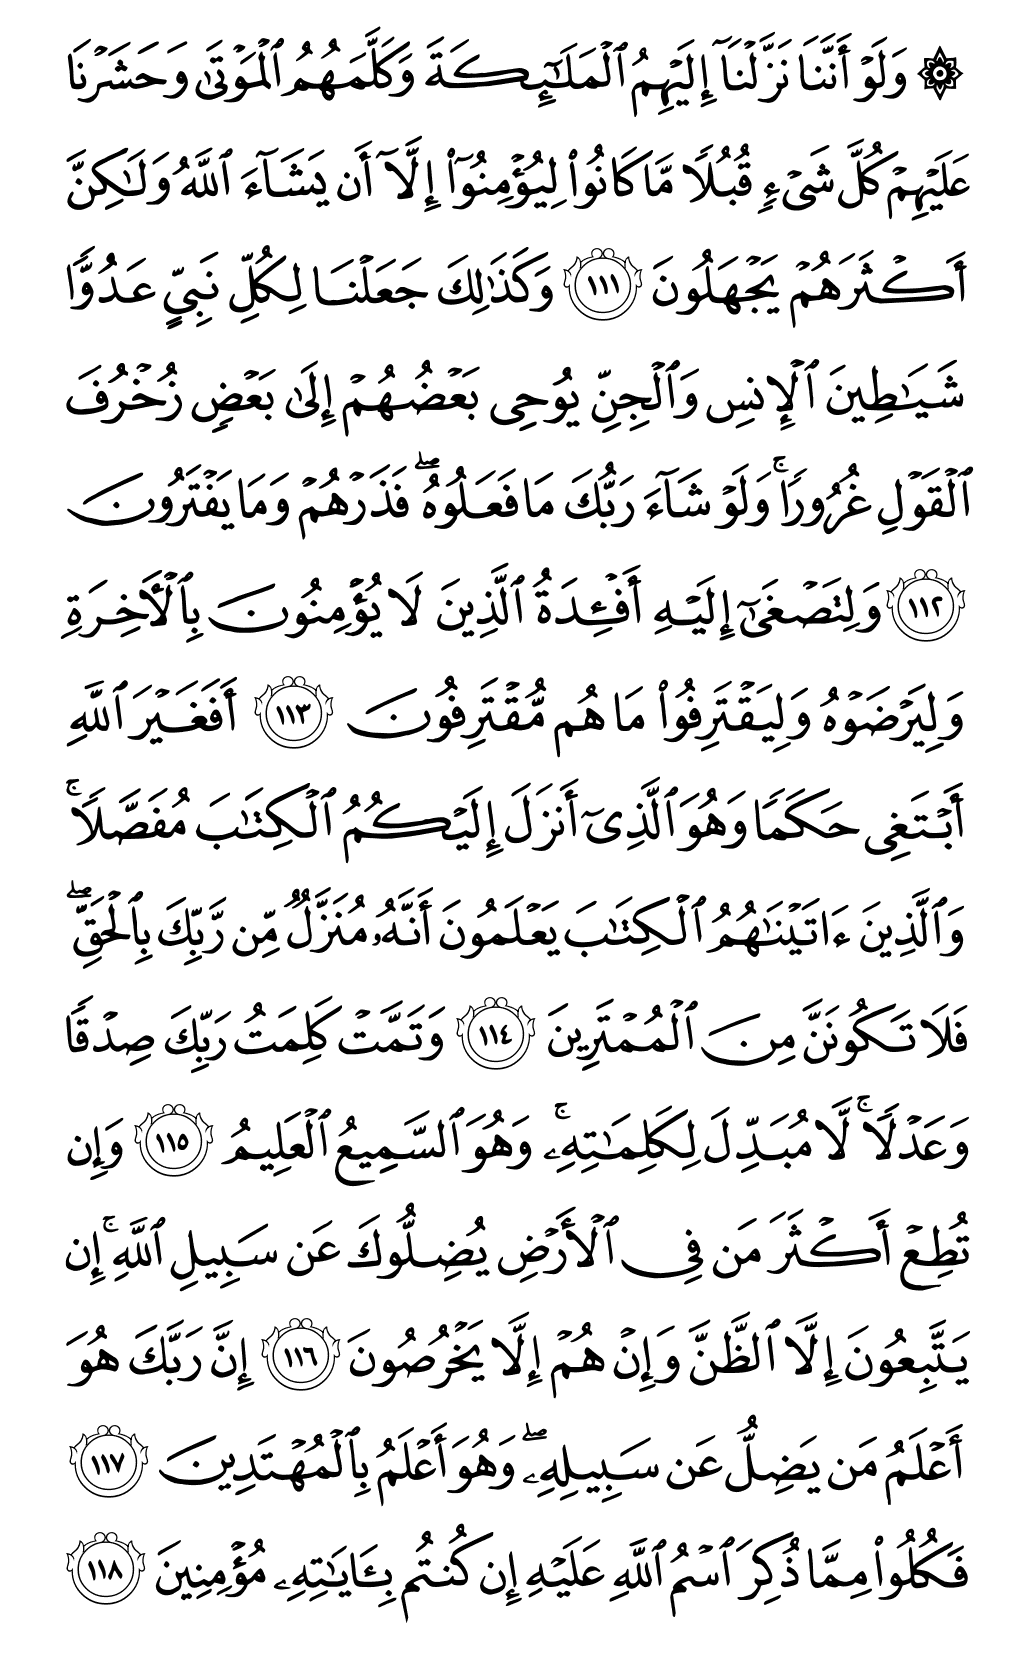 ۞ وَلَوۡ أَنَّنَا نَزَّلۡنَآ إِلَيۡهِمُ ٱلۡمَلَٰٓئِكَةَ وَكَلَّمَهُمُ ٱلۡمَوۡتَىٰ وَحَشَرۡنَا
عَلَيۡهِمۡ كُلَّ شَيۡءٖ قُبُلٗا مَّا كَانُواْ لِيُؤۡمِنُوٓاْ إِلَّآ أَن يَشَآءَ ٱللَّهُ وَلَٰكِنَّ
أَكۡثَرَهُمۡ يَجۡهَلُونَ ١١١ وَكَذَٰلِكَ جَعَلۡنَا لِكُلِّ نَبِيٍّ عَدُوّٗا
شَيَٰطِينَ ٱلۡإِنسِ وَٱلۡجِنِّ يُوحِي بَعۡضُهُمۡ إِلَىٰ بَعۡضٖ زُخۡرُفَ
ٱلۡقَوۡلِ غُرُورٗاۚ وَلَوۡ شَآءَ رَبُّكَ مَا فَعَلُوهُۖ فَذَرۡهُمۡ وَمَا يَفۡتَرُونَ
١١٢ وَلِتَصۡغَىٰٓ إِلَيۡهِ أَفۡـِٔدَةُ ٱلَّذِينَ لَا يُؤۡمِنُونَ بِٱلۡأٓخِرَةِ
وَلِيَرۡضَوۡهُ وَلِيَقۡتَرِفُواْ مَا هُم مُّقۡتَرِفُونَ ١١٣ أَفَغَيۡرَ ٱللَّهِ
أَبۡتَغِي حَكَمٗا وَهُوَ ٱلَّذِيٓ أَنزَلَ إِلَيۡكُمُ ٱلۡكِتَٰبَ مُفَصَّلٗاۚ
وَٱلَّذِينَ ءَاتَيۡنَٰهُمُ ٱلۡكِتَٰبَ يَعۡلَمُونَ أَنَّهُۥ مُنَزَّلٞ مِّن رَّبِّكَ بِٱلۡحَقِّۖ
فَلَا تَكُونَنَّ مِنَ ٱلۡمُمۡتَرِينَ ١١٤ وَتَمَّتۡ كَلِمَتُ رَبِّكَ صِدۡقٗا
وَعَدۡلٗاۚ لَّا مُبَدِّلَ لِكَلِمَٰتِهِۦۚ وَهُوَ ٱلسَّمِيعُ ٱلۡعَلِيمُ ١١٥ وَإِن
تُطِعۡ أَكۡثَرَ مَن فِي ٱلۡأَرۡضِ يُضِلُّوكَ عَن سَبِيلِ ٱللَّهِۚ إِن
يَتَّبِعُونَ إِلَّا ٱلظَّنَّ وَإِنۡ هُمۡ إِلَّا يَخۡرُصُونَ ١١٦ إِنَّ رَبَّكَ هُوَ
أَعۡلَمُ مَن يَضِلُّ عَن سَبِيلِهِۦۖ وَهُوَ أَعۡلَمُ بِٱلۡمُهۡتَدِينَ ١١٧
فَكُلُواْ مِمَّا ذُكِرَ ٱسۡمُ ٱللَّهِ عَلَيۡهِ إِن كُنتُم بِـَٔايَٰتِهِۦ مُؤۡمِنِينَ ١١٨